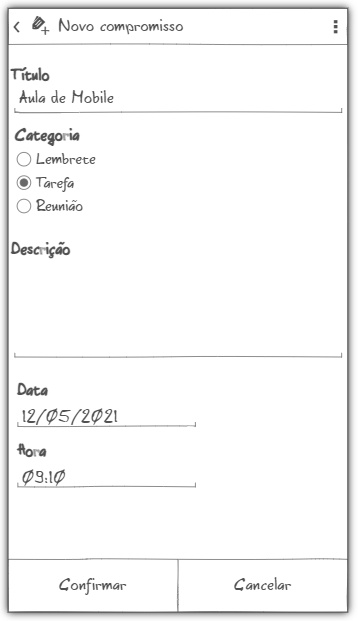 Novo compromisso
Título
Aula de Mobile
Categoria
Lembrete
Tarefa
Reunião
Descrição
Data
12/05/2021
Hora
09:10
Confirmar
Cancelar